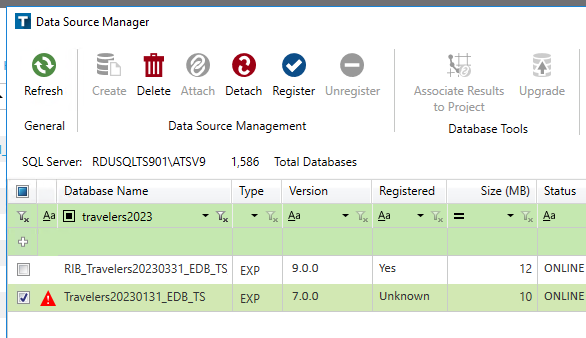 T Data Source Manager
Refresh Create Delete Attach Detach Register Unregister Associate Results to Project Upgrade
General Data Source Management Database Tools
SQL Server: RDUSQLTS901\ATSV9 1,586 Total Databases
Database Name Type Version Registered Size (MB) Status
Aa travelers2023 Aa Aa = Aa
RIB_Travelers20230331_EDB_TS EXP 9.0.0 Yes 12 ONLINE
Travelers20230131_EDB_TS EXP 7.0.0 Unknown 10 ONLINE